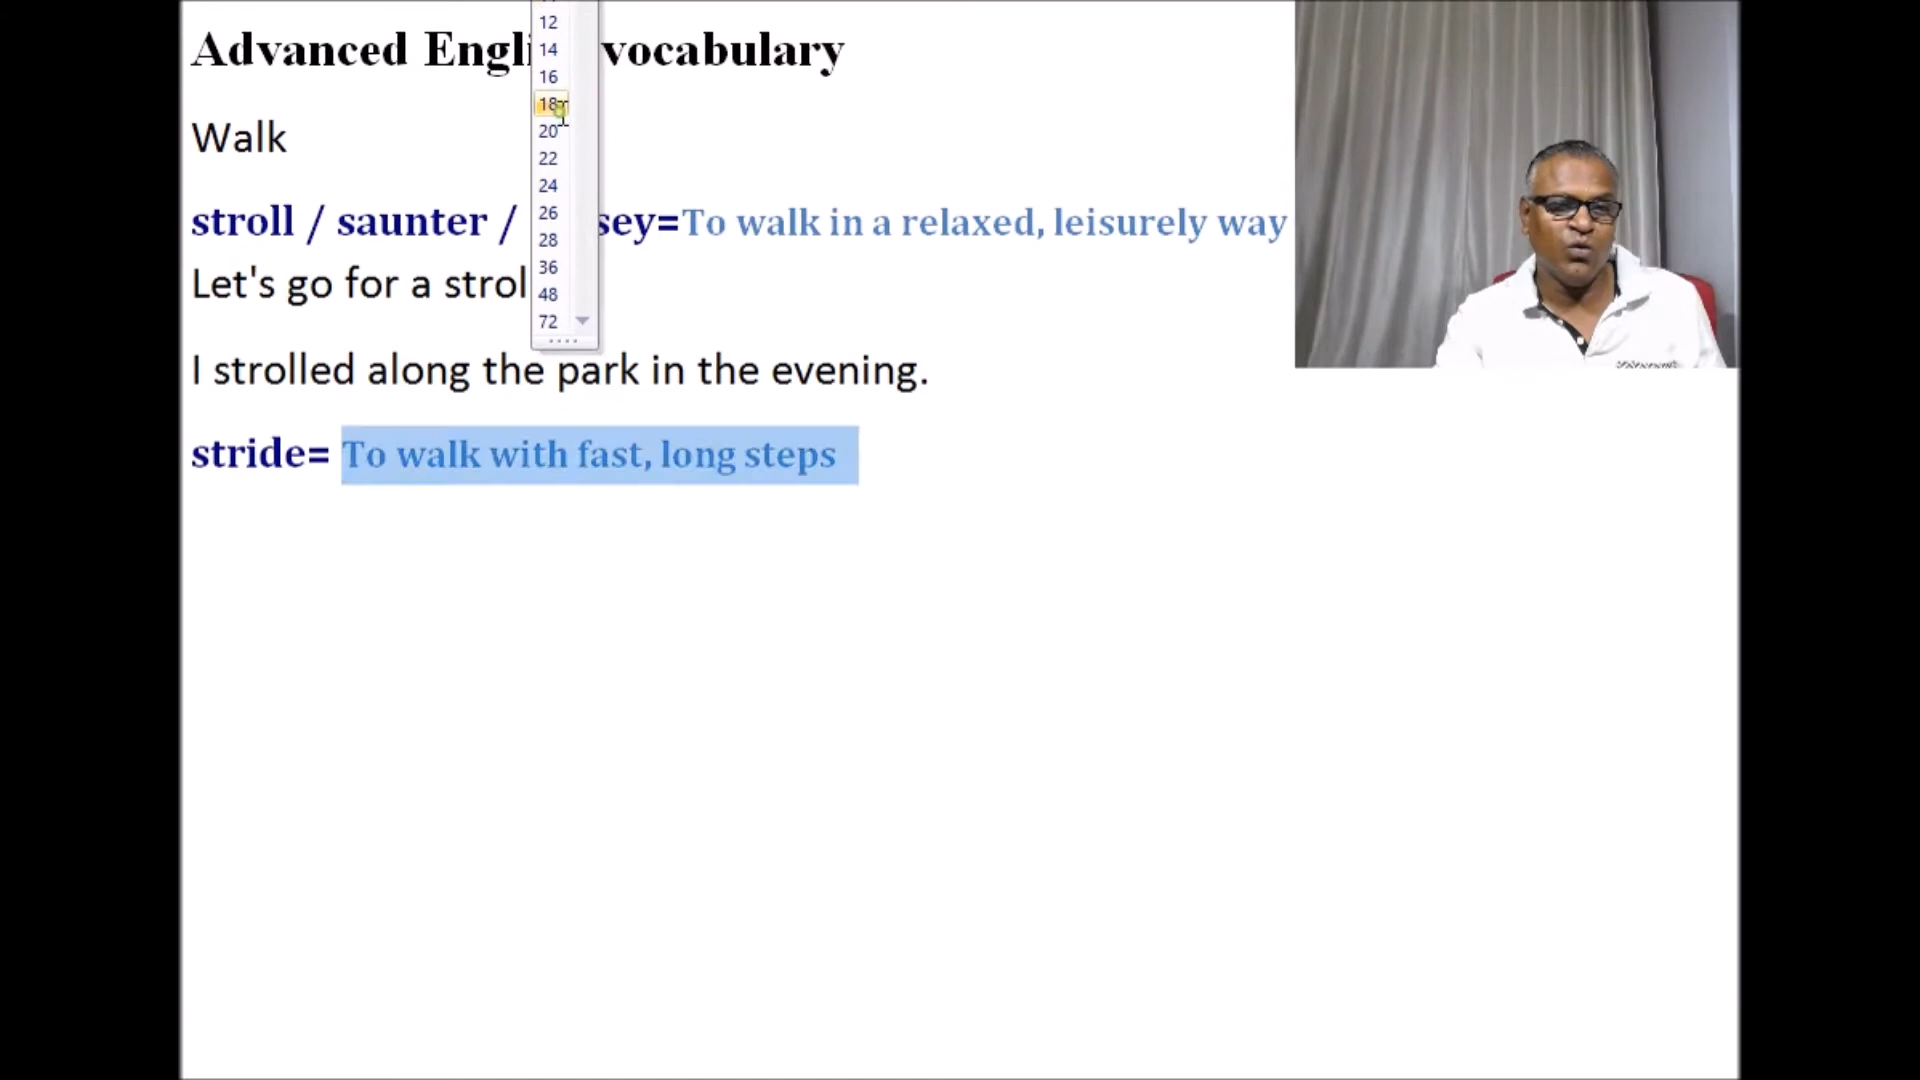 Advanced Engli vocabulary
Walk
stroll / saunter / sey=To walk in a relaxed, leisurely way
Let's go for a strol
I strolled along the park in the evening.
stride= To walk with fast, long steps
12
14
16
18
20
22
24
26
28
36
48
72